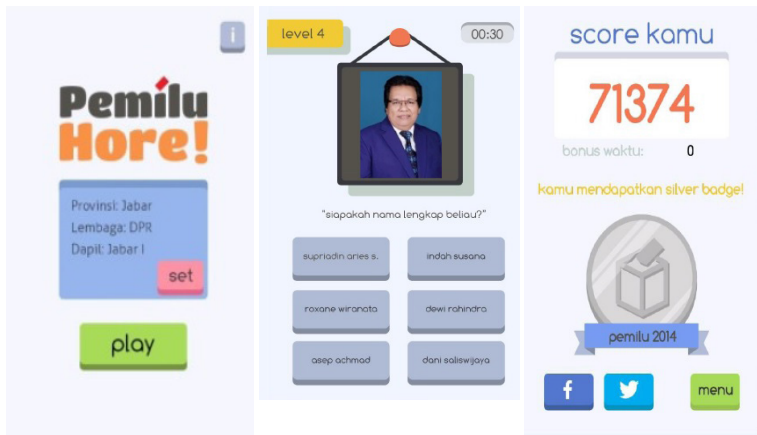 i
Pemilu
Hore!
Provinsi: Jabar
Lembaga: DPR
Dapil: Jabar I
set
play
level 4
00:30
"siapakah nama lengkap beliau?"
supriadin aries s.
indah susana
roxane wiranata
dewi rahindra
asep achmad
dani saliswijaya
score kamu
71374
bonus waktu: 0
kamu mendapatkan silver badge!
pemilu 2014
f
menu